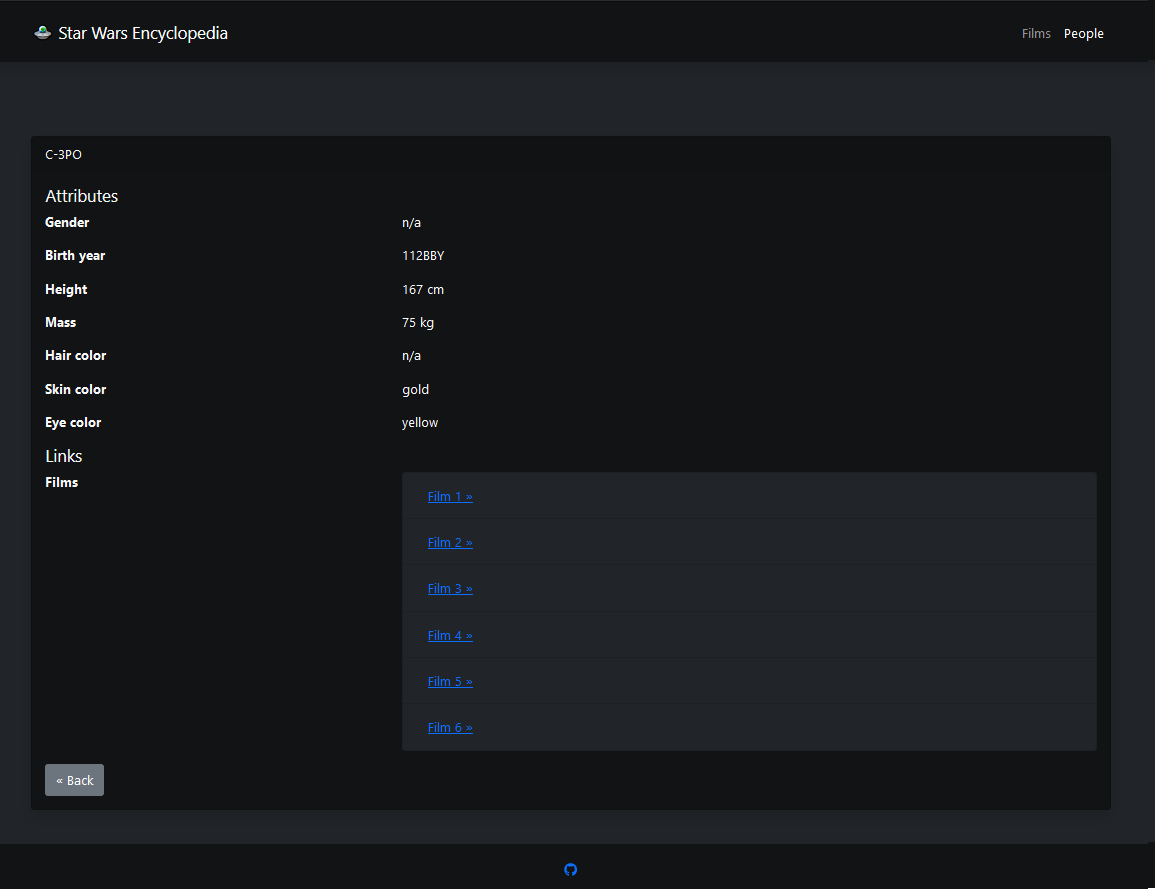 Star Wars Encyclopedia
Films People
C-3PO
Attributes
Gender n/a
Birth year 112BBY
Height 167 cm
Mass 75 kg
Hair color n/a
Skin color gold
Eye color yellow
Links
Films
Film 1 »
Film 2 »
Film 3 »
Film 4 »
Film 5 »
Film 6 »
« Back